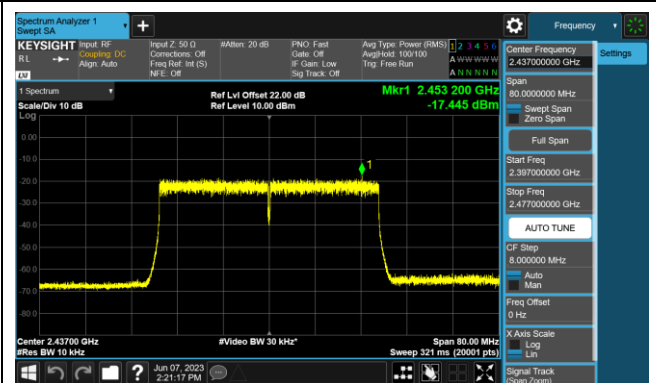 Spectrum Analyzer 1
Swept SA
Frequency
KEYSIGHT
Input: RF
Coupling: DC
Align: Auto
Input Z: 50 Ω
Corrections: Off
Freq Ref: Int (S)
NFE: Off
#Atten: 20 dB
PNO: Fast
Gate: Off
IF Gain: Low
Sig Track: Off
Avg Type: Power (RMS)
Avg|Hold: 100/100
Trig: Free Run
1 2 3 4 5 6
A W W W W W
A N N N N N
R L
LXI
1 Spectrum
Scale/Div 10 dB
Ref Lvl Offset 22.00 dB
Ref Level 10.00 dBm
Mkr1 2.453 200 GHz
-17.445 dBm
Log
0.00
-10.0
-20.0
-30.0
-40.0
-50.0
-60.0
-70.0
-80.0
1
Center 2.43700 GHz
#Res BW 10 kHz
#Video BW 30 kHz*
Span 80.00 MHz
Sweep 321 ms (20001 pts)
Jun 07, 2023
2:21:17 PM
Center Frequency
2.437000000 GHz
Settings
Span
80.0000000 MHz
Swept Span
Zero Span
Full Span
Start Freq
2.397000000 GHz
Stop Freq
2.477000000 GHz
AUTO TUNE
CF Step
8.000000 MHz
Auto
Man
Freq Offset
0 Hz
X Axis Scale
Log
Lin
Signal Track
(Span Zoom)